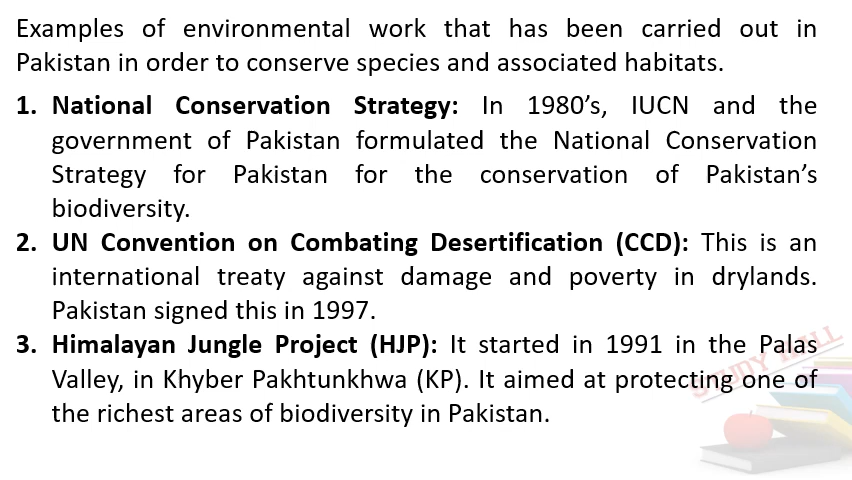 Examples of environmental work that has been carried out in
Pakistan in order to conserve species and associated habitats.
1. National Conservation Strategy: In 1980’s, IUCN and the
government of Pakistan formulated the National Conservation
Strategy for Pakistan for the conservation of Pakistan’s
biodiversity.
2. UN Convention on Combating Desertification (CCD): This is an
international treaty against damage and poverty in drylands.
Pakistan signed this in 1997.
3. Himalayan Jungle Project (HJP): It started in 1991 in the Palas
Valley, in Khyber Pakhtunkhwa (KP). It aimed at protecting one of
the richest areas of biodiversity in Pakistan.
STUDY HILL